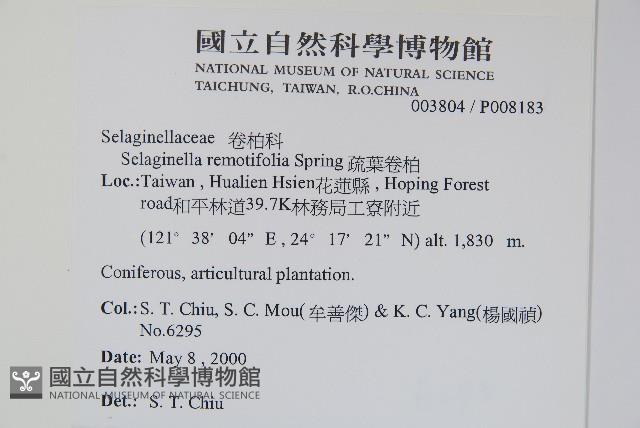 國立自然科學博物館
NATIONAL MUSEUM OF NATURAL SCIENCE
TAICHUNG, TAIWAN, R.O.CHINA
003804 / P008183
Selaginellaceae 卷柏科
Selaginella remotifolia Spring 疏葉卷柏
Loc.:Taiwan , Hualien Hsien花蓮縣 , Hoping Forest
road和平林道39.7K林務局工寮附近
(121° 38' 04" E , 24° 17' 21" N) alt. 1,830 m.
Coniferous, articultural plantation.
Col.: S. T. Chiu, S. C. Mou( 牟善傑) & K. C. Yang(楊國禎)
No.6295
Date: May 8 , 2000
國立自然科學博物館
NATIONAL MUSEUM OF NATURAL SCIENCE
Det.: S. T. Chiu